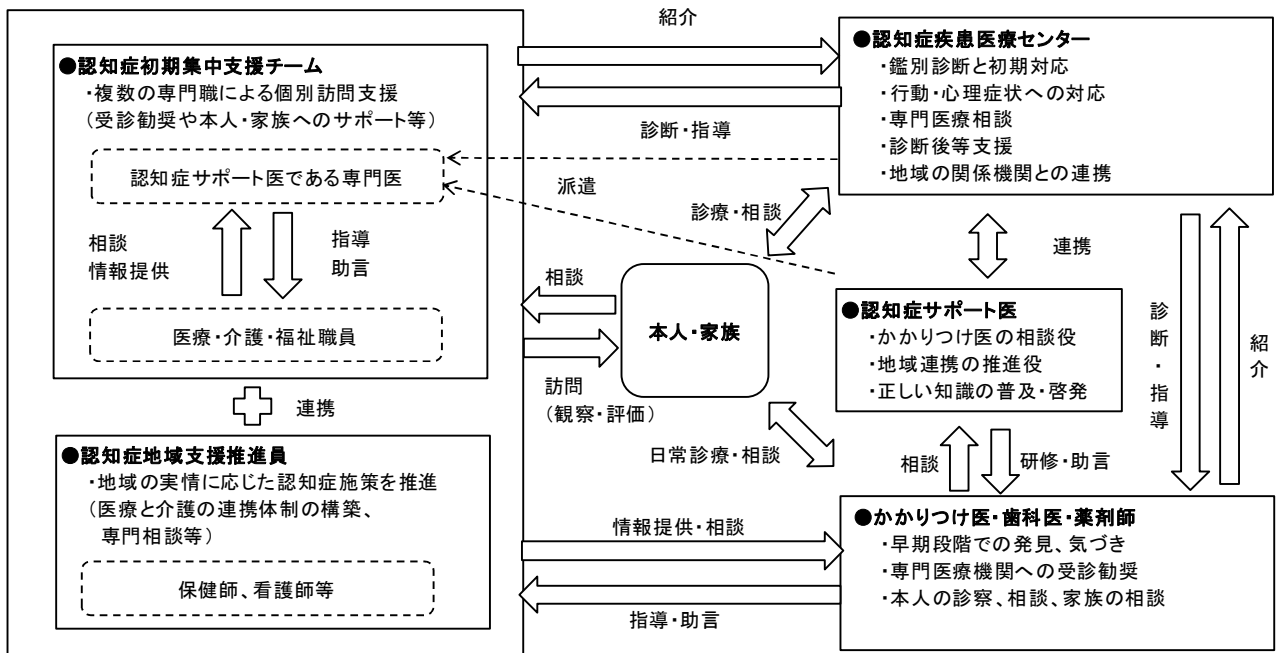 ●認知症初期集中支援チーム
・複数の専門職による個別訪問支援
(受診勧奨や本人・家族へのサポート等)
認知症サポート医である専門医
相談
情報提供
指導
助言
医療・介護・福祉職員
連携
●認知症地域支援推進員
・地域の実情に応じた認知症施策を推進
(医療と介護の連携体制の構築、
専門相談等)
保健師、看護師等
紹介
診断・指導
派遣
診療・相談
相談
本人・家族
訪問
(観察・評価)
日常診療・相談
情報提供・相談
指導・助言
●認知症疾患医療センター
・鑑別診断と初期対応
・行動・心理症状への対応
・専門医療相談
・診断後等支援
・地域の関係機関との連携
連携
●認知症サポート医
・かかりつけ医の相談役
・地域連携の推進役
・正しい知識の普及・啓発
相談
研修・助言
診断・指導
紹介
●かかりつけ医・歯科医・薬剤師
・早期段階での発見、気づき
・専門医療機関への受診勧奨
・本人の診察、相談、家族の相談